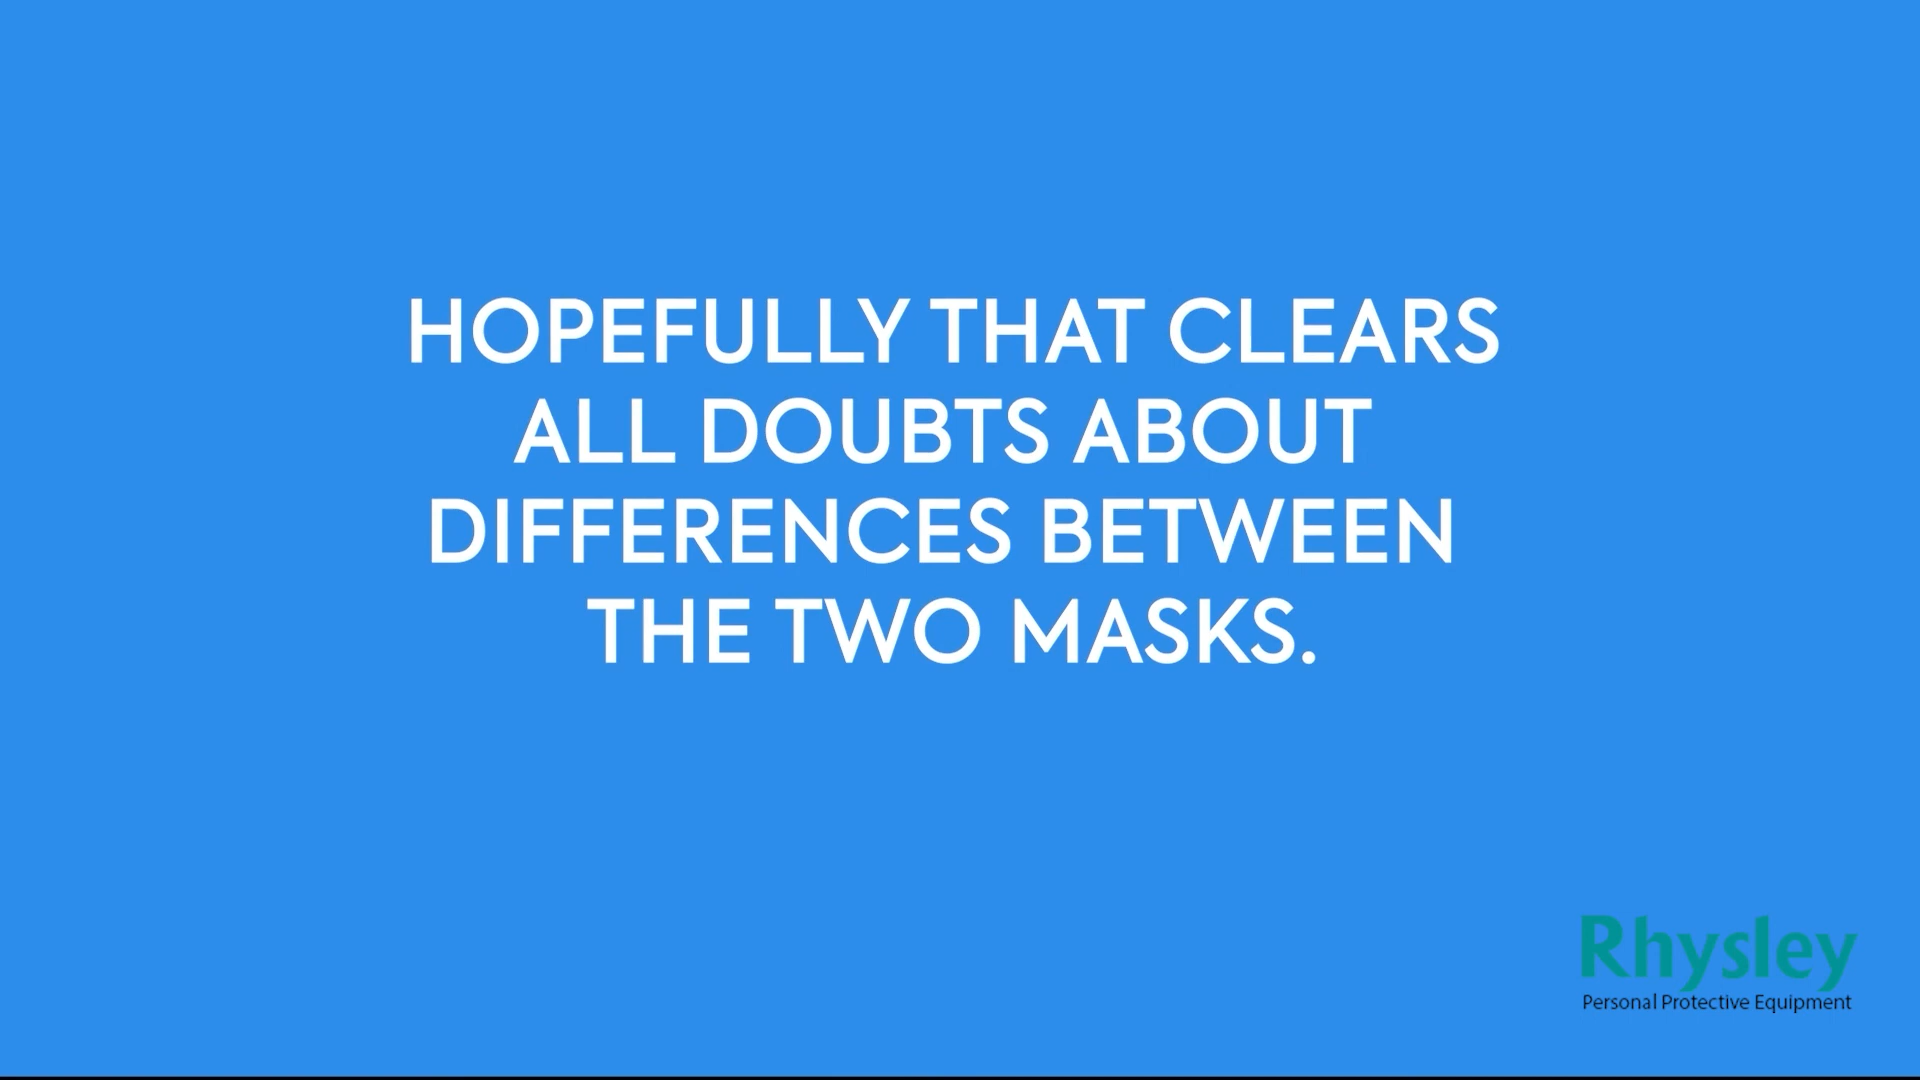 HOPEFULLY THAT CLEARS
ALL DOUBTS ABOUT
DIFFERENCES BETWEEN
THE TWO MASKS.
Rhysley
Personal Protective Equipment